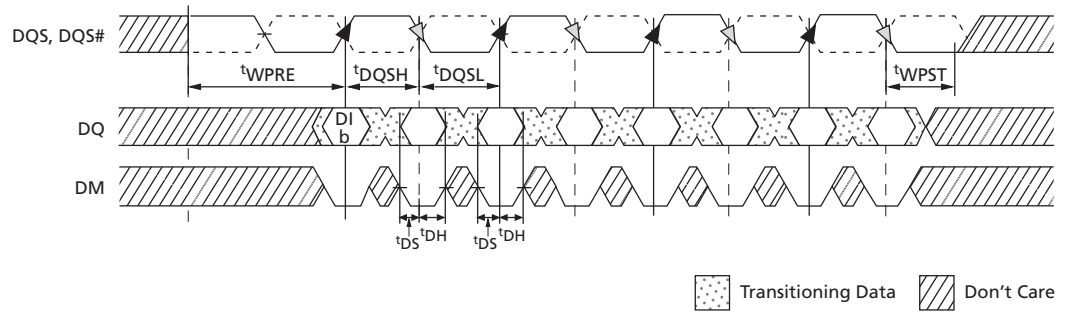 DQS, DQS#
tWPRE tDQSH tDQSL tWPST
DQ
DI
b
DM
tDS tDH tDS tDH
Transitioning Data Don't Care